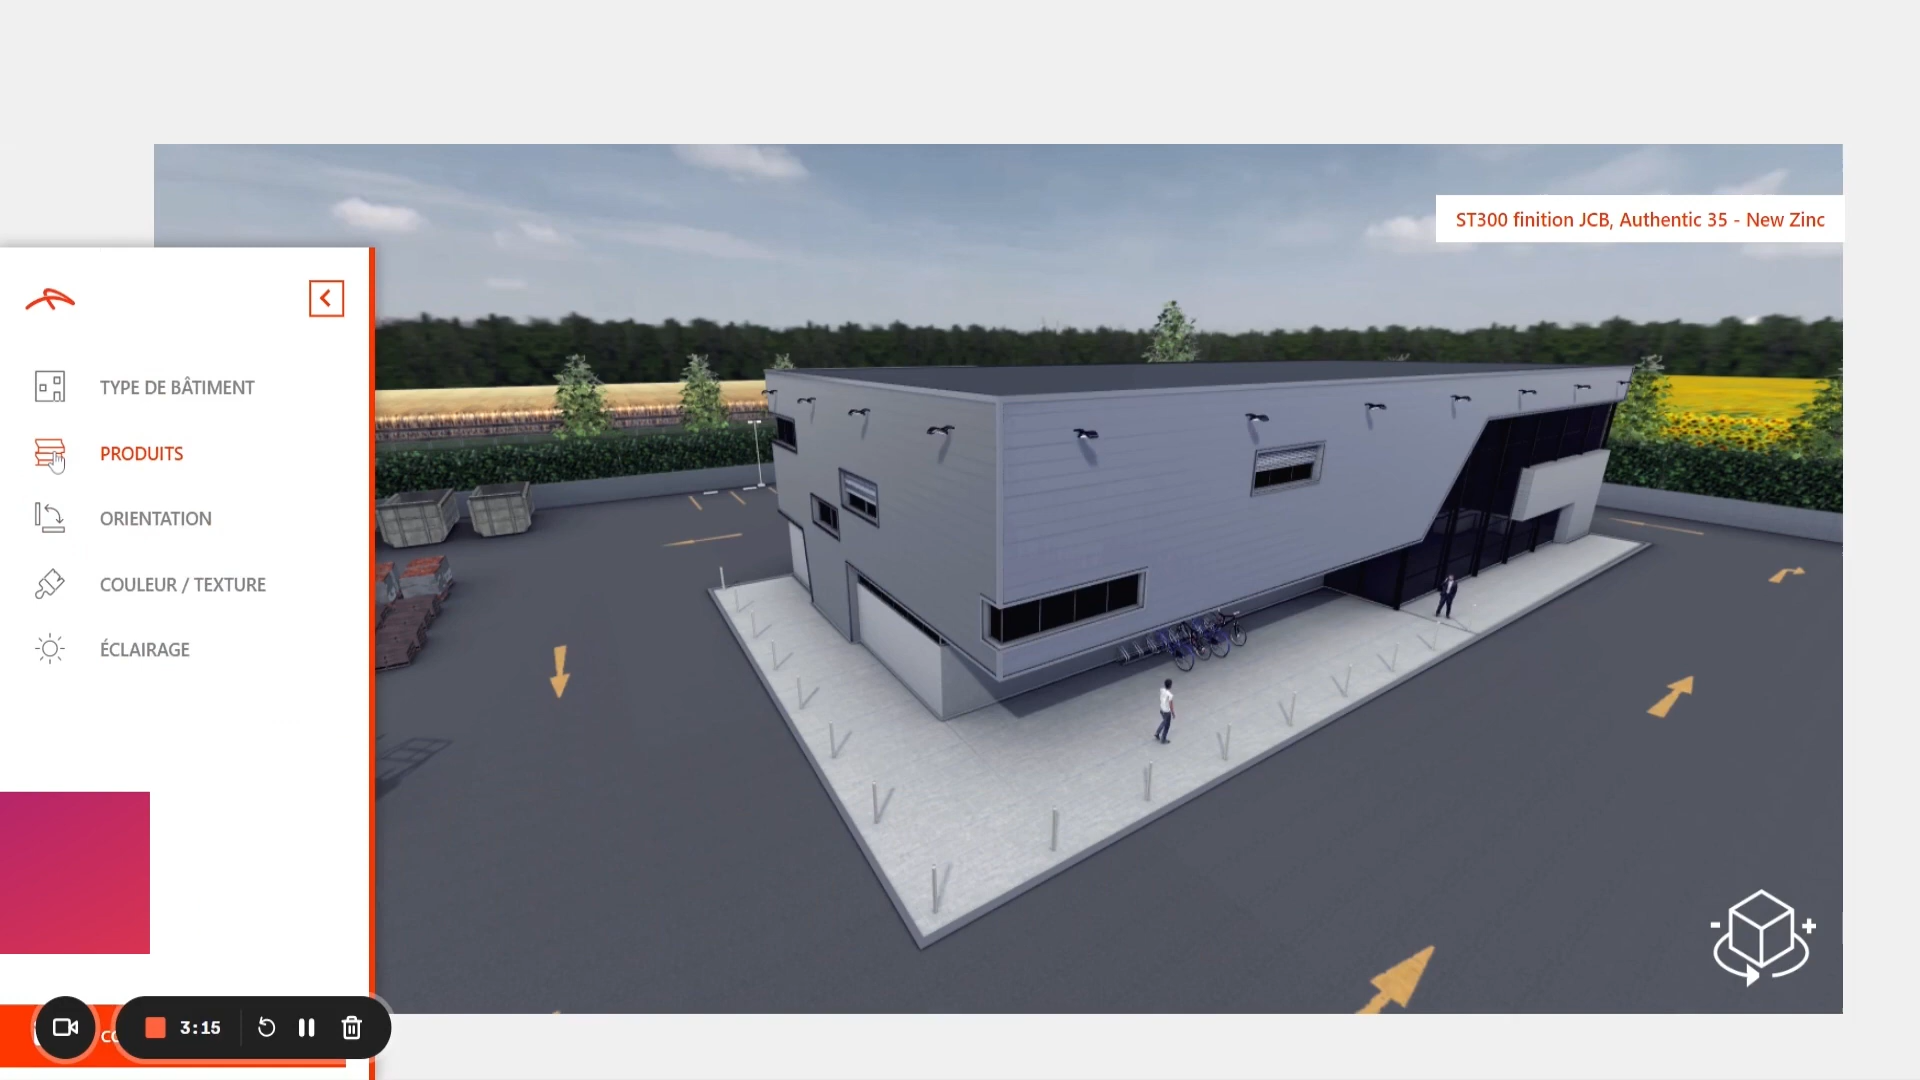 ST300 finition JCB, Authentic 35 - New Zinc
TYPE DE BÂTIMENT
PRODUITS
ORIENTATION
COULEUR / TEXTURE
ÉCLAIRAGE
3:15